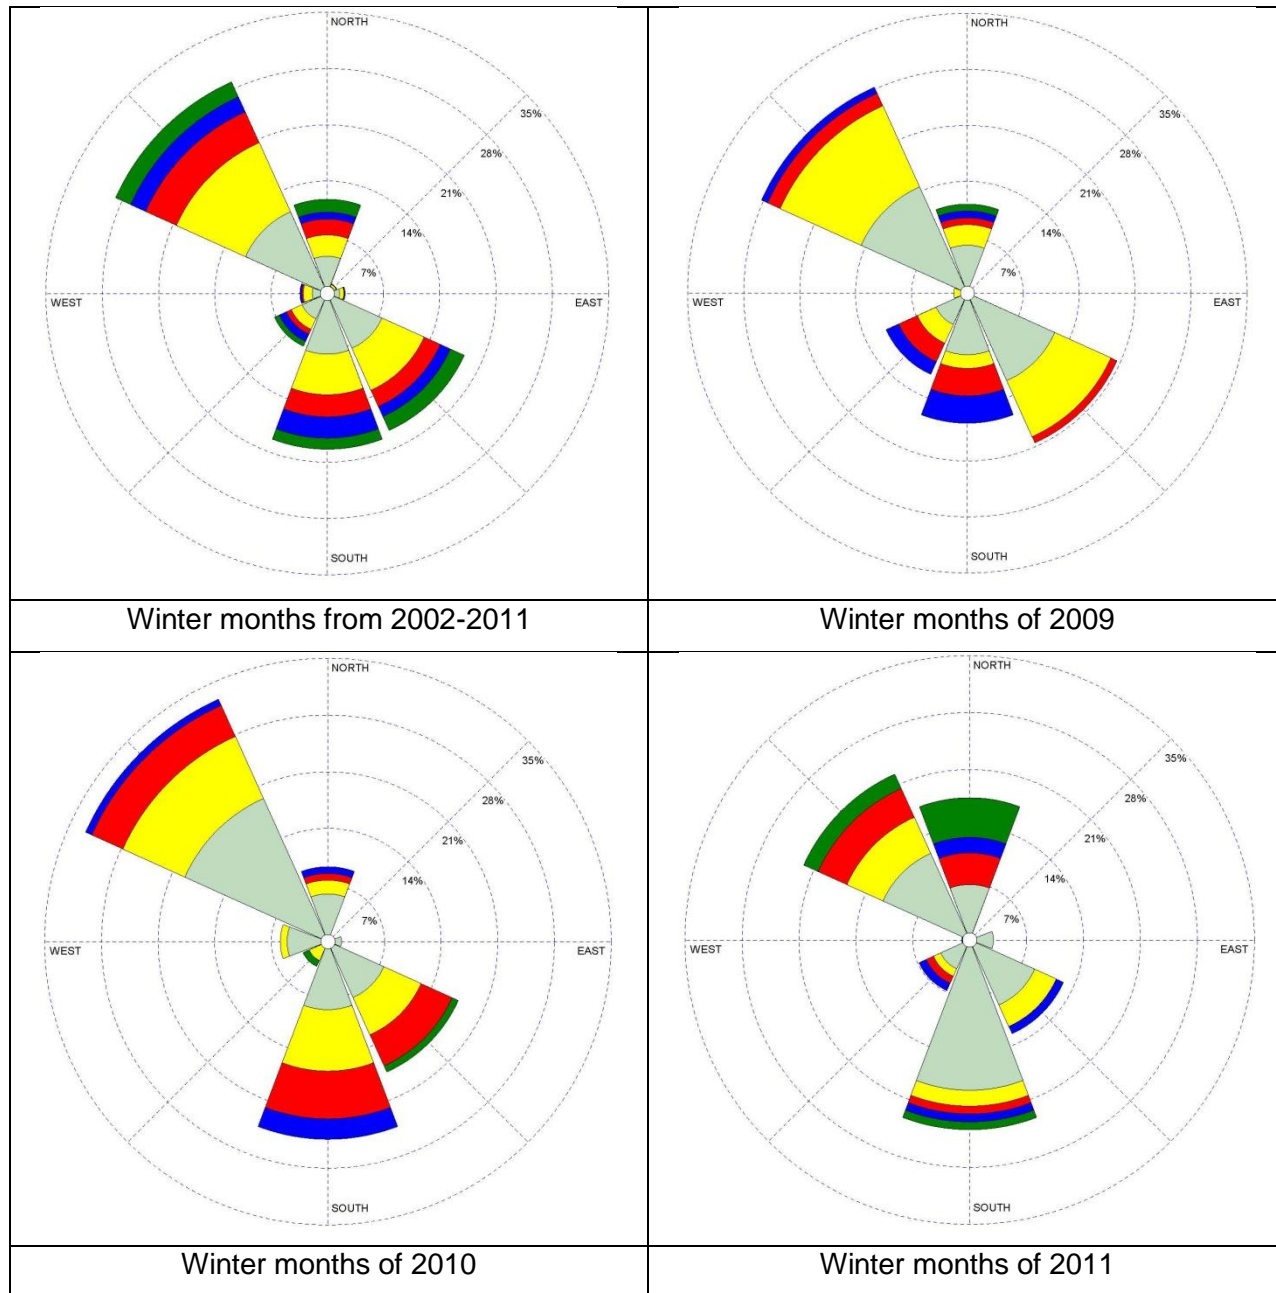 NORTH
35%
28%
21%
14%
7%
WEST
EAST
SOUTH
Winter months from 2002-2011
NORTH
35%
28%
21%
14%
7%
WEST
EAST
SOUTH
Winter months of 2009
NORTH
35%
28%
21%
14%
7%
WEST
EAST
SOUTH
Winter months of 2010
NORTH
35%
28%
21%
14%
7%
WEST
EAST
SOUTH
Winter months of 2011